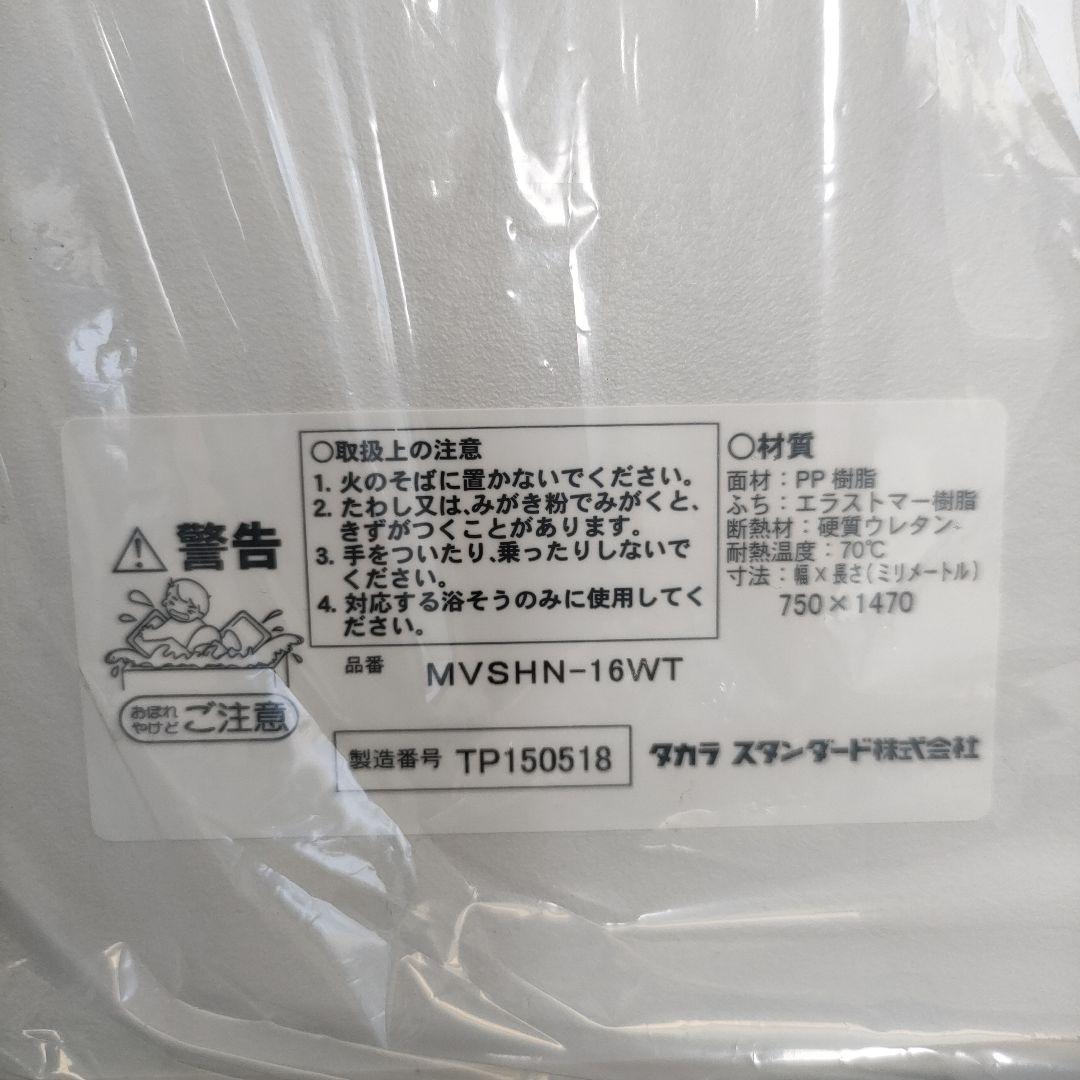 警告
おぼれ
やけど
ご注意
○取扱上の注意
1. 火のそばに置かないでください。
2. たわし又は、みがき粉でみがくと、
きずがつくことがあります。
3. 手をついたり、乗ったりしないで
ください。
4. 対応する浴そうのみに使用してく
ださい。
品番 MVSHN-16WT
製造番号 TP150518
○材質
面材：PP樹脂
ふち：エラストマー樹脂
断熱材：硬質ウレタン
耐熱温度：70℃
寸法：幅×長さ(ミリメートル)
750×1470
タカラ スタンダード株式会社